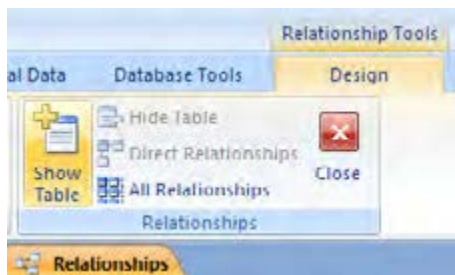 Relationship Tools
al Data Database Tools Design
Show Table
Hide Table
Direct Relationships
All Relationships
Close
Relationships
Relationships